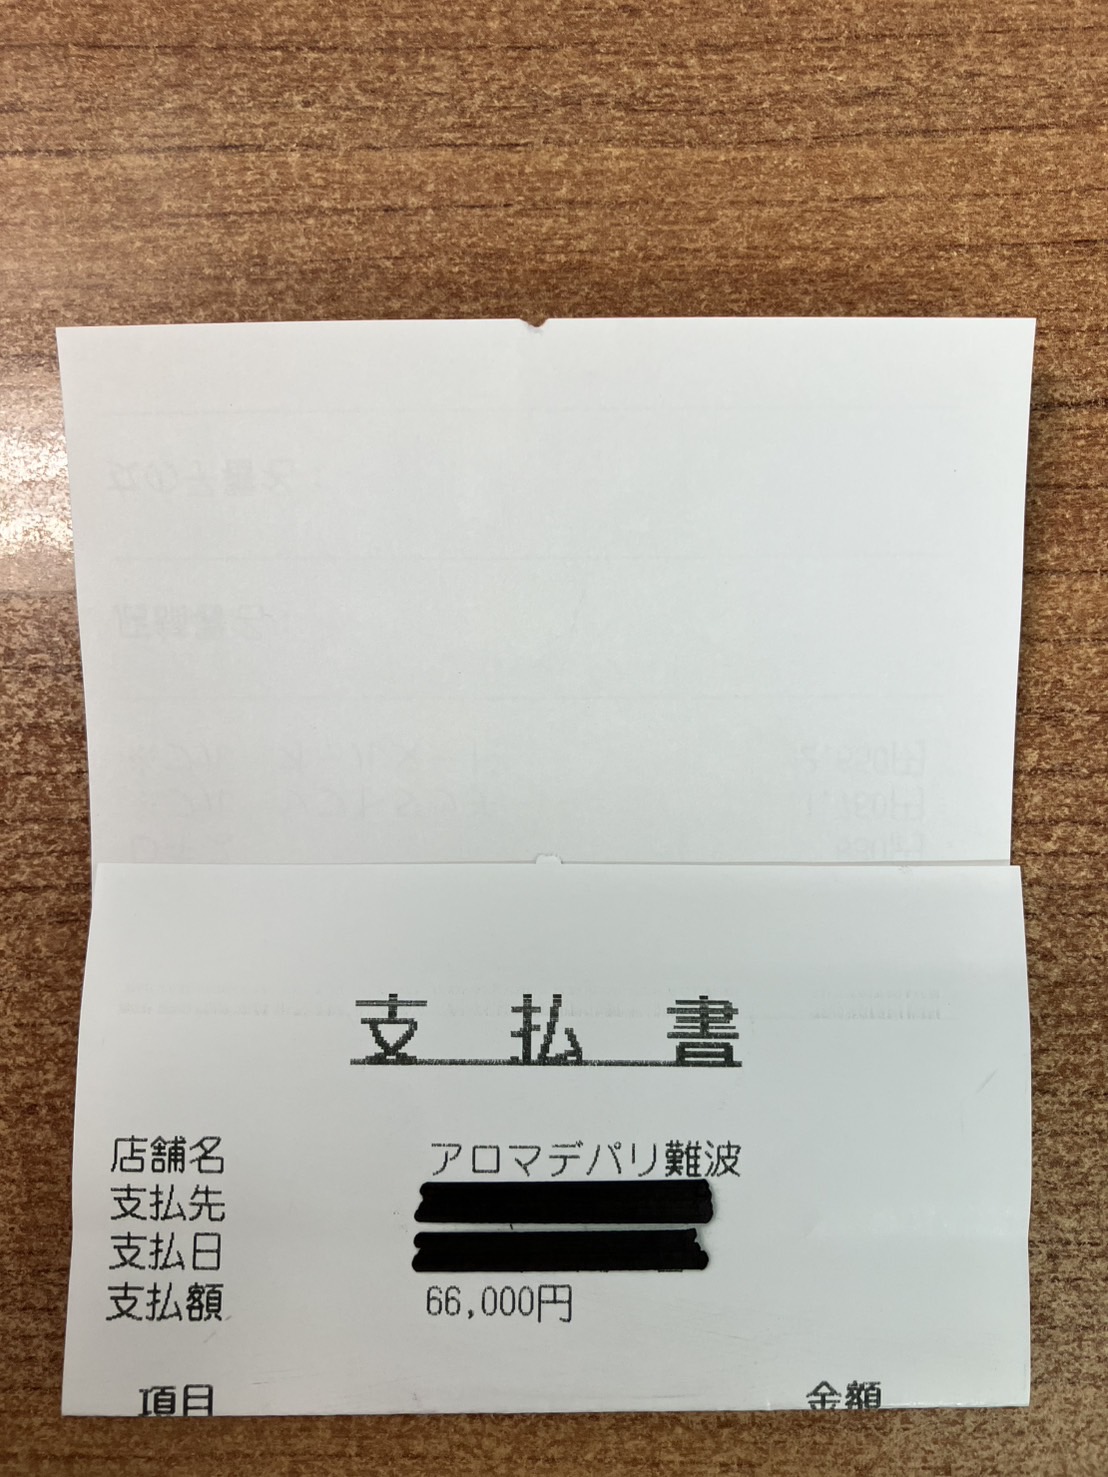 支払書
店舗名 アロマデパリ難波
支払先
支払日
支払額 66,000円
項目 金額